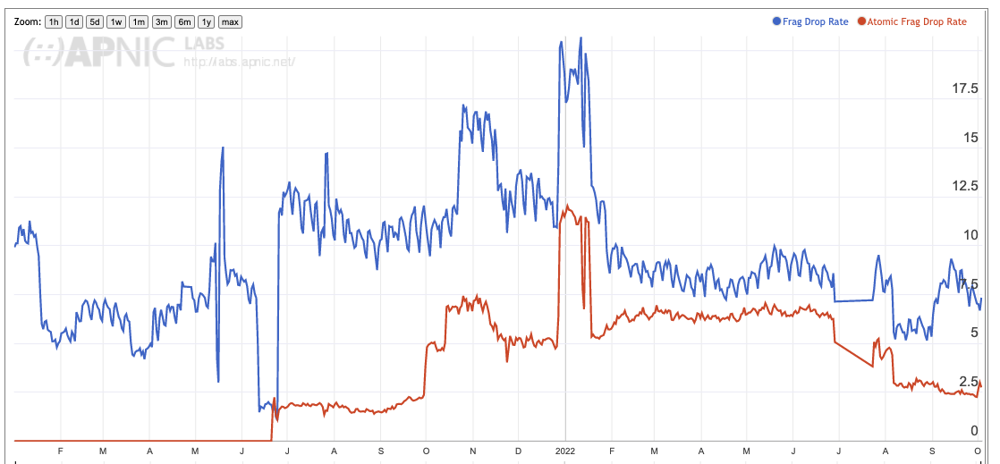 Zoom: 1h 1d 5d 1w 1m 3m 6m 1y max
Frag Drop Rate Atomic Frag Drop Rate
(::)APNIC LABS
http://labs.apnic.net/
17.5
15
12.5
10
7.5
5
2.5
0
F M A M J J A S O N D 2022 F M A M J J A S O